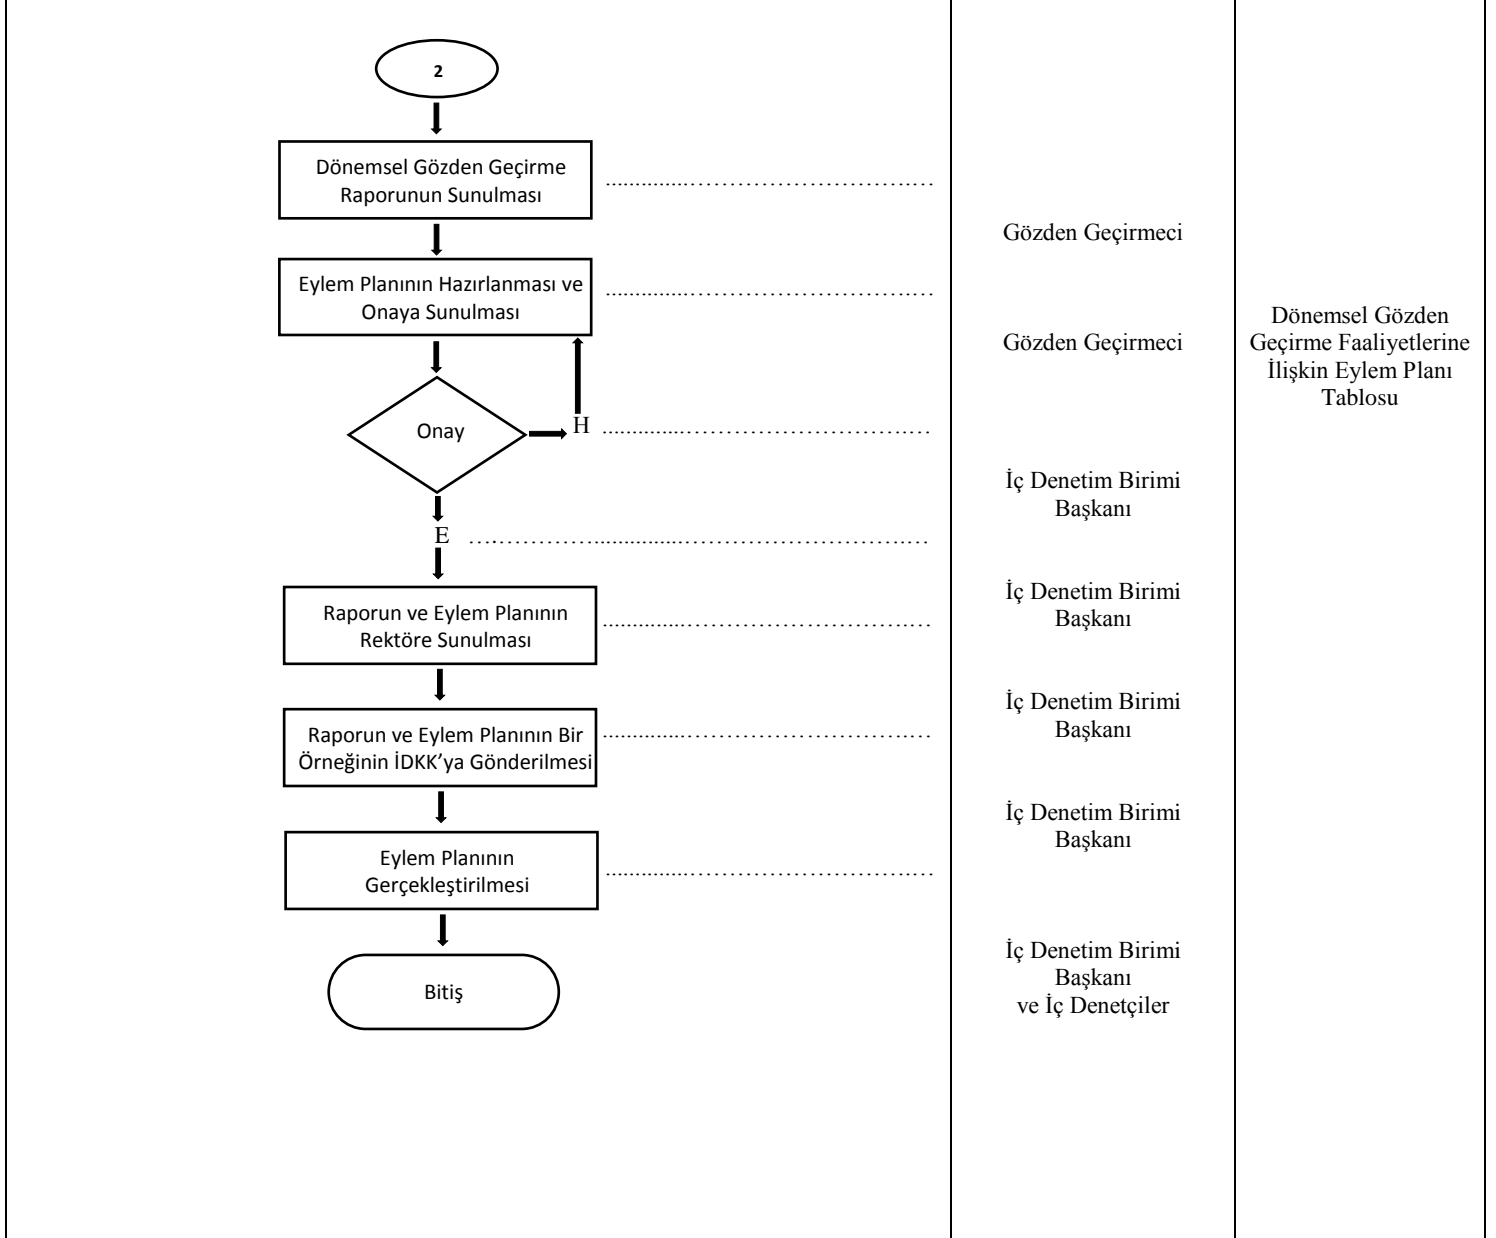 2
Dönemsel Gözden Geçirme
Raporunun Sunulması
................................................
Gözden Geçirmeci
Eylem Planının Hazırlanması ve
Onaya Sunulması
................................................
Gözden Geçirmeci
Dönemsel Gözden
Geçirme Faaliyetlerine
İlişkin Eylem Planı
Tablosu
Onay
H ................................................
İç Denetim Birimi
Başkanı
E ................................................
İç Denetim Birimi
Başkanı
Raporun ve Eylem Planının
Rektöre Sunulması
................................................
İç Denetim Birimi
Başkanı
Raporun ve Eylem Planının Bir
Örneğinin İDKK’ya Gönderilmesi
................................................
İç Denetim Birimi
Başkanı
Eylem Planının
Gerçekleştirilmesi
................................................
İç Denetim Birimi
Başkanı
ve İç Denetçiler
Bitiş